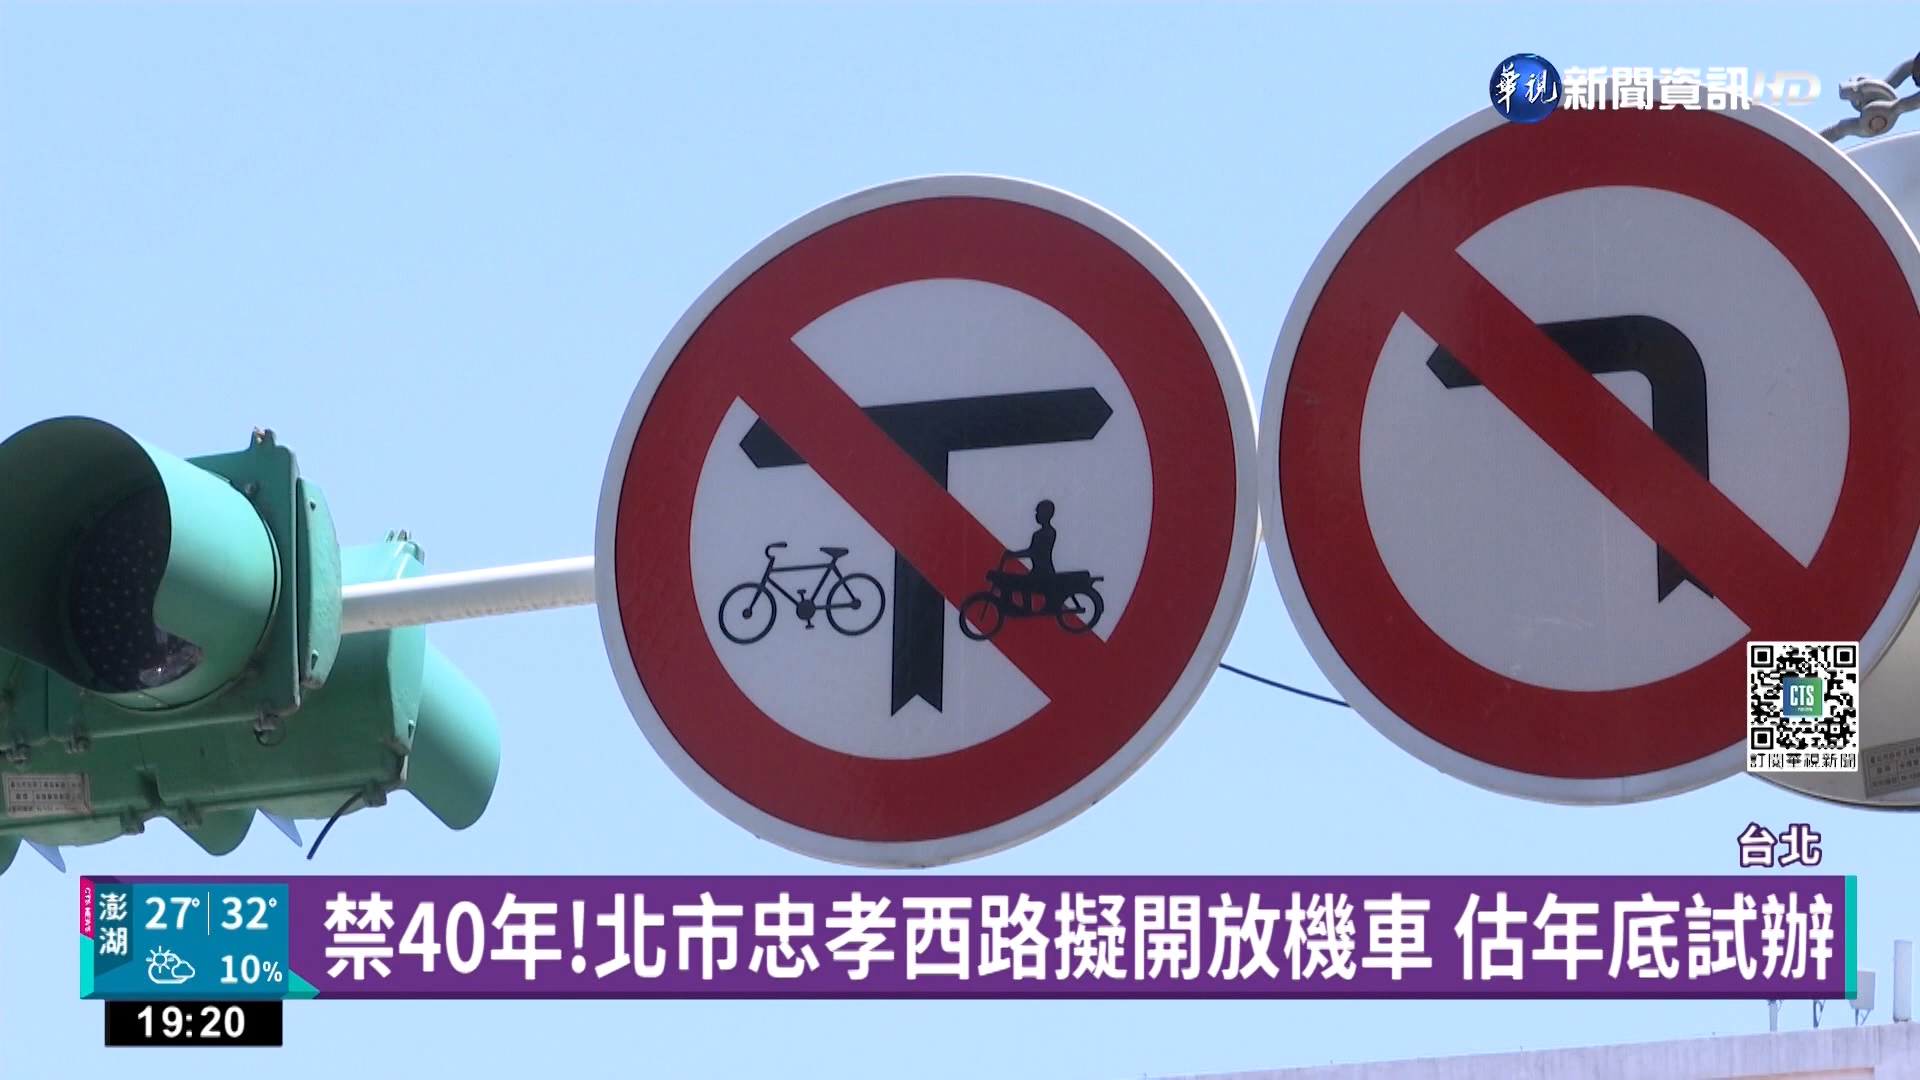 華視 新聞資訊HD
CTS
訂閱華視新聞
台北
CTS NEWS
澎湖
27° 32°
10%
禁40年!北市忠孝西路擬開放機車 估年底試辦
19:20